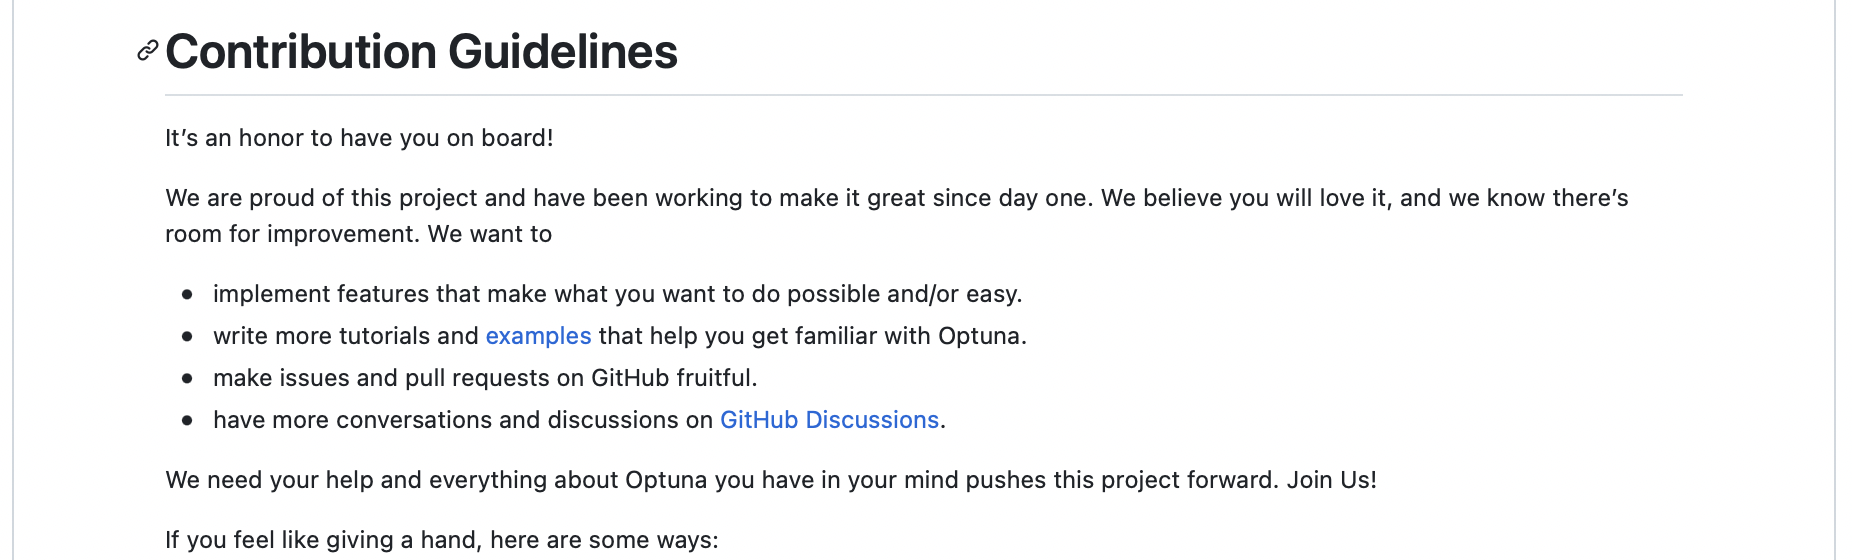 Contribution Guidelines
It’s an honor to have you on board!
We are proud of this project and have been working to make it great since day one. We believe you will love it, and we know there’s
room for improvement. We want to
implement features that make what you want to do possible and/or easy.
write more tutorials and examples that help you get familiar with Optuna.
make issues and pull requests on GitHub fruitful.
have more conversations and discussions on GitHub Discussions.
We need your help and everything about Optuna you have in your mind pushes this project forward. Join Us!
If you feel like giving a hand, here are some ways: